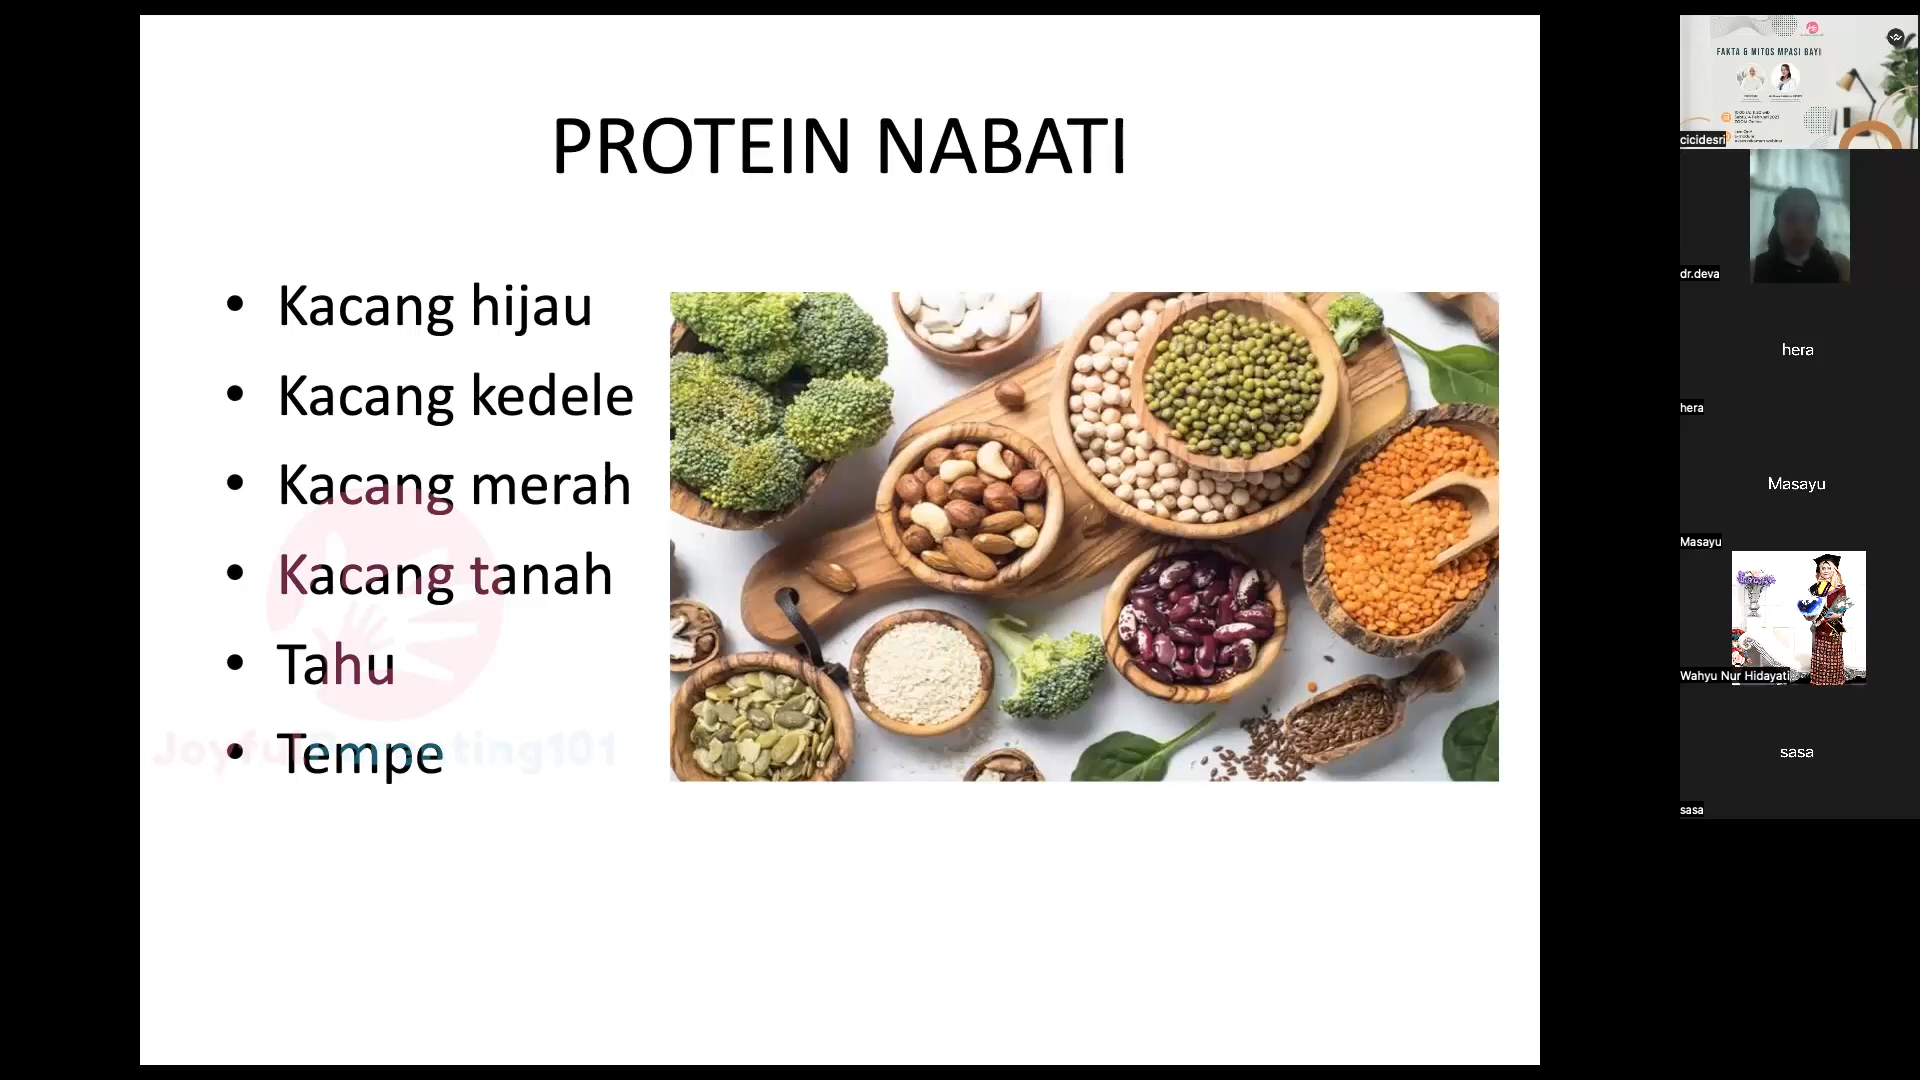 PROTEIN NABATI
• Kacang hijau
• Kacang kedele
• Kacang merah
• Kacang tanah
• Tahu
• Tempe
JoyfulParenting101
FAKTA & MITOS MPASI BAYI
cicidesri
dr.deva
hera
hera
Masayu
Masayu
Wahyu Nur Hidayati
sasa
sasa